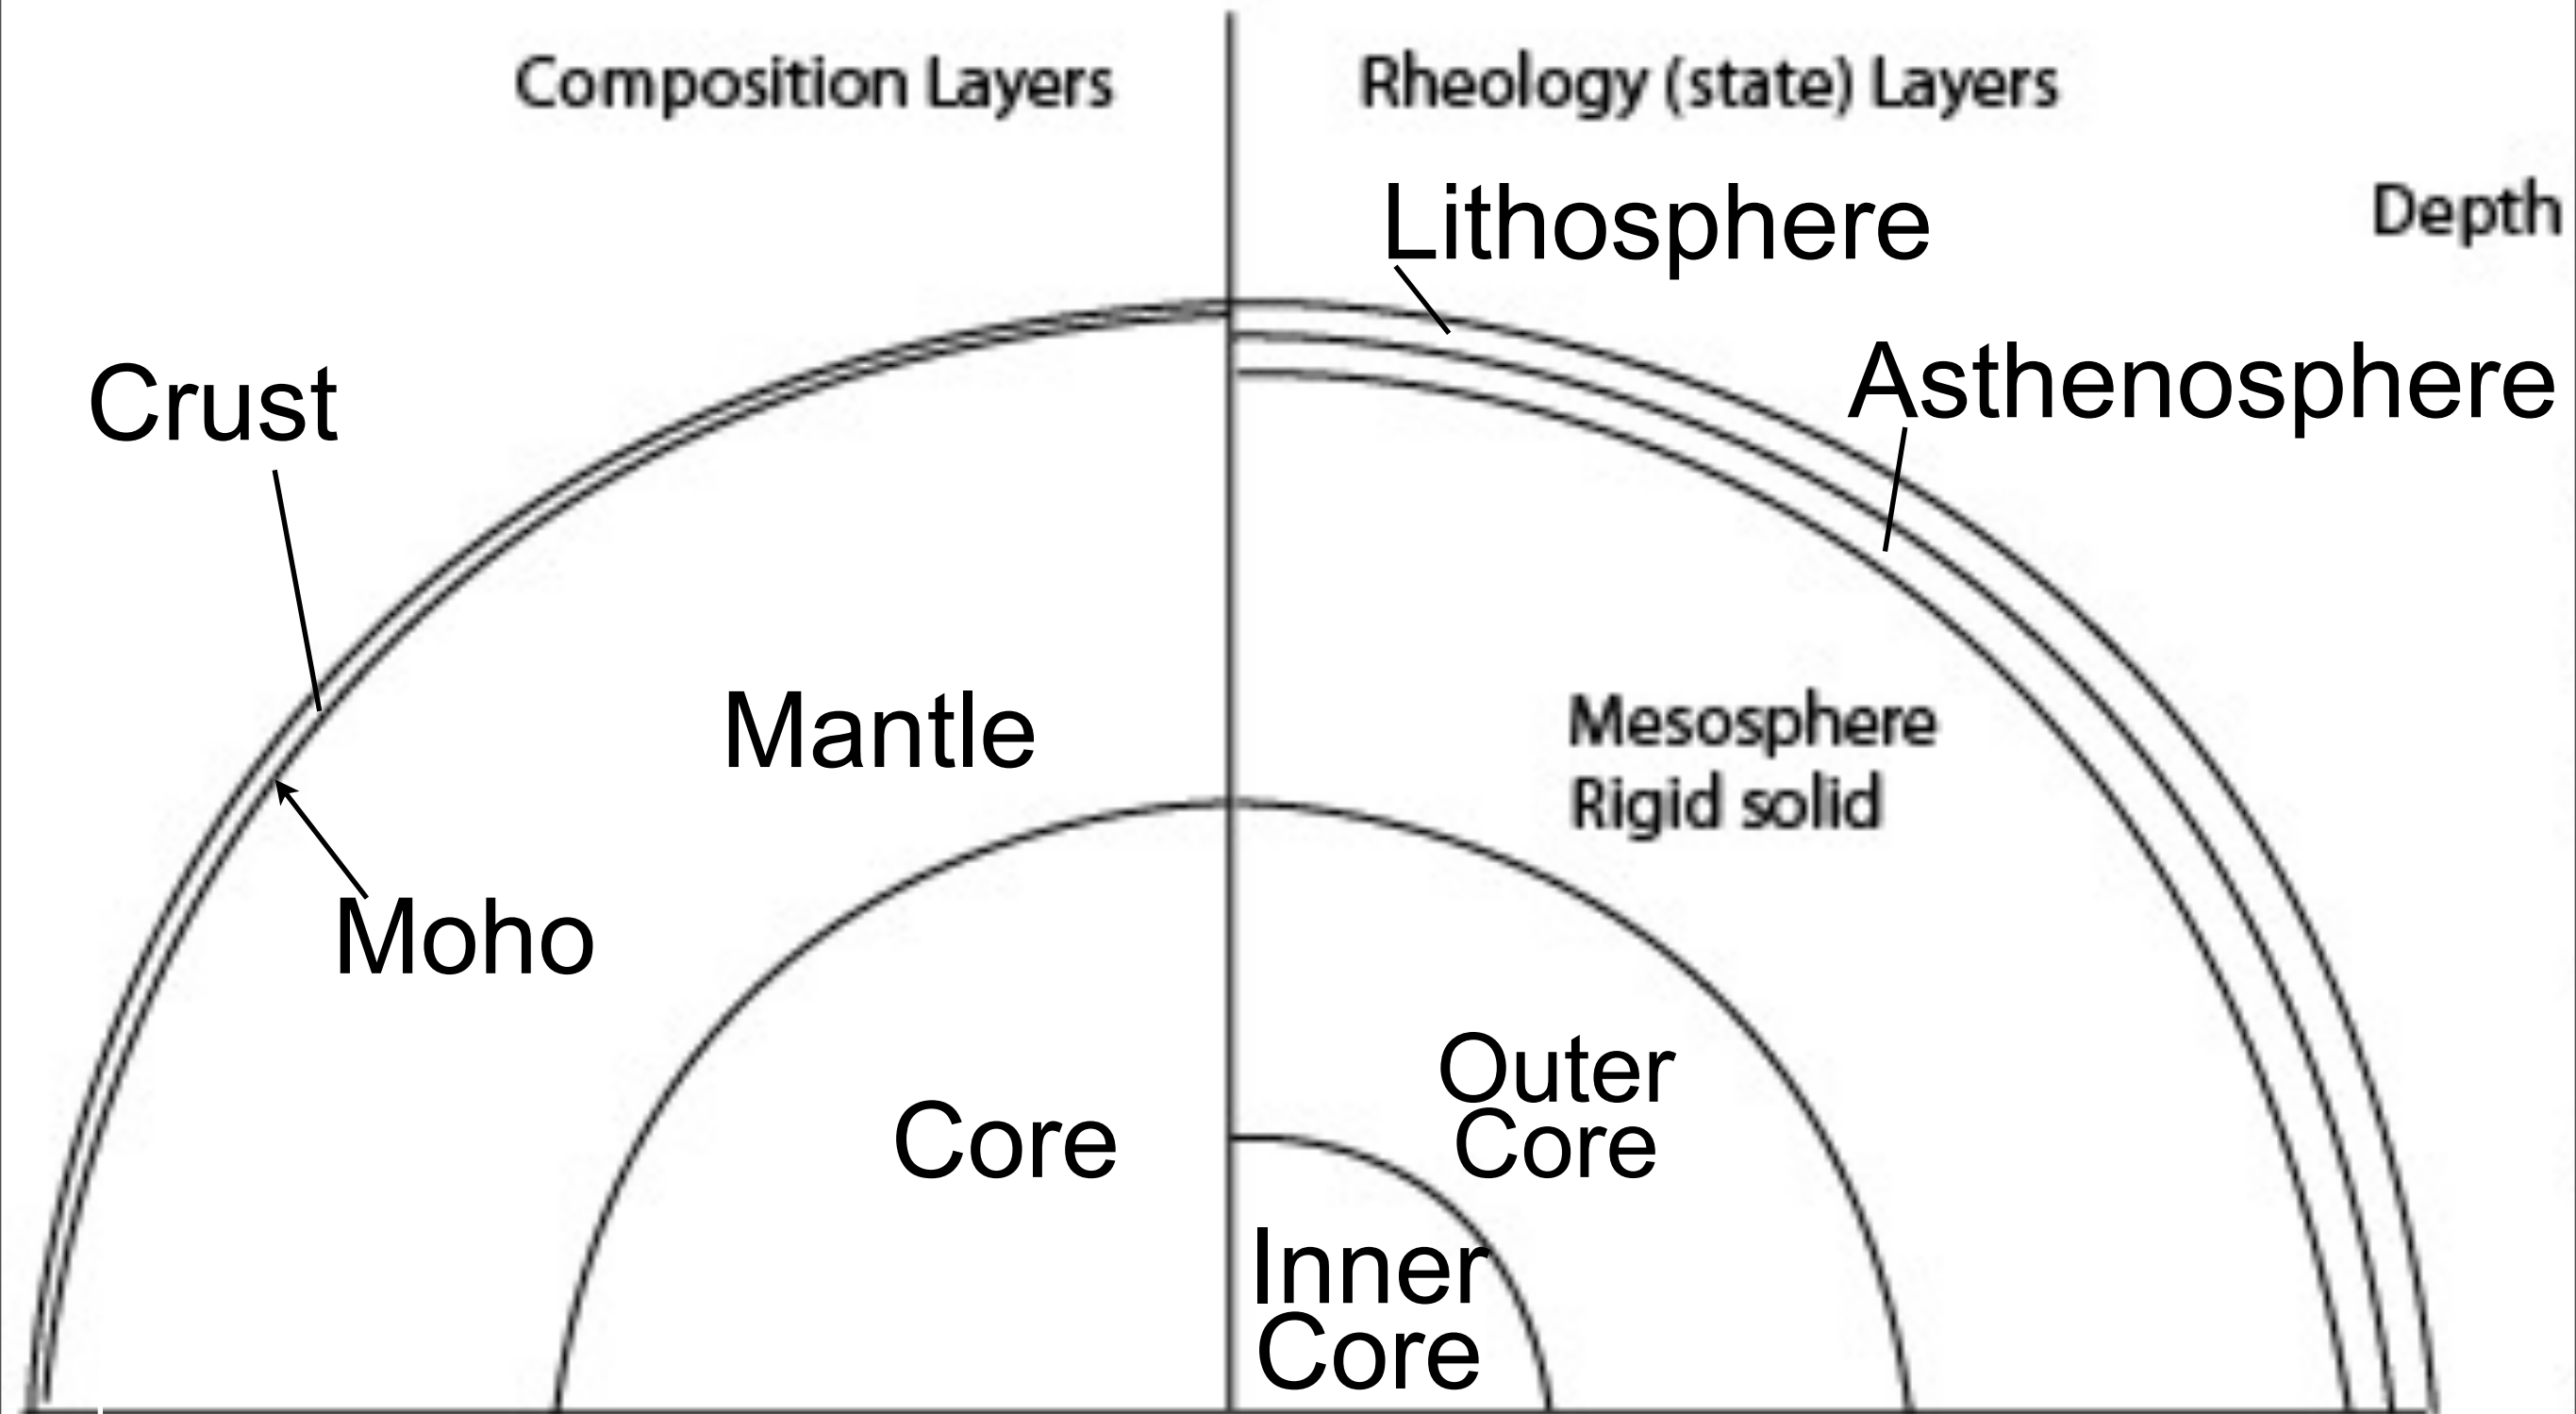 Composition Layers
Rheology (state) Layers
Lithosphere
Depth
Crust
Asthenosphere
Mantle
Mesosphere
Rigid solid
Moho
Outer
Core
Core
Inner
Core